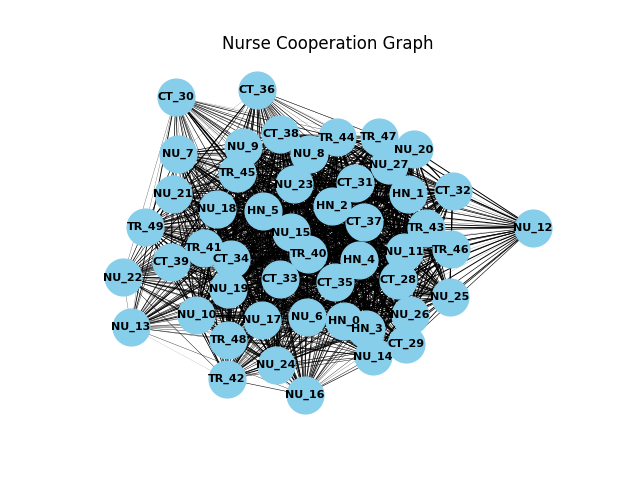 Nurse Cooperation Graph
CT_36
CT_30
CT_38
TR_44
TR_47
NU_9
NU_20
NU_7
NU_8
NU_27
TR_45
CT_31
NU_23
CT_32
NU_21
HN_1
HN_2
NU_18
HN_5
CT_37
TR_49
TR_43
NU_12
NU_15
TR_41
TR_46
NU_11
TR_40
CT_34
HN_4
CT_39
NU_22
CT_33
CT_28
CT_35
NU_19
NU_25
NU_10
NU_26
NU_6
NU_17
HN_0
NU_13
HN_3
TR_48
CT_29
NU_14
NU_24
TR_42
NU_16